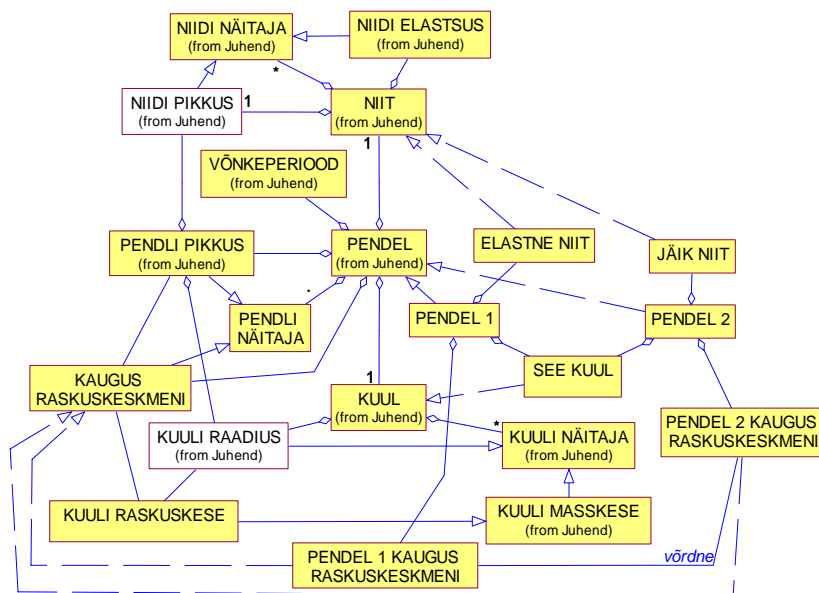 NIIDI NÄITAJA
(from Juhend)
NIIDI ELASTSUS
(from Juhend)
*
NIIDI PIKKUS
(from Juhend)
1
NIIT
(from Juhend)
1
VÕNKEPERIOOD
(from Juhend)
PENDLI PIKKUS
(from Juhend)
PENDEL
(from Juhend)
ELASTNE NIIT
JÄIK NIIT
PENDLI
NÄITAJA
*
PENDEL 1
PENDEL 2
KAUGUS
RASKUSKESKMENI
SEE KUUL
1
KUUL
(from Juhend)
KUULI RAADIUS
(from Juhend)
*
KUULI NÄITAJA
(from Juhend)
PENDEL 2 KAUGUS
RASKUSKESKMENI
KUULI RASKUSKESE
KUULI MASSKESE
(from Juhend)
PENDEL 1 KAUGUS
RASKUSKESKMENI
võrdne